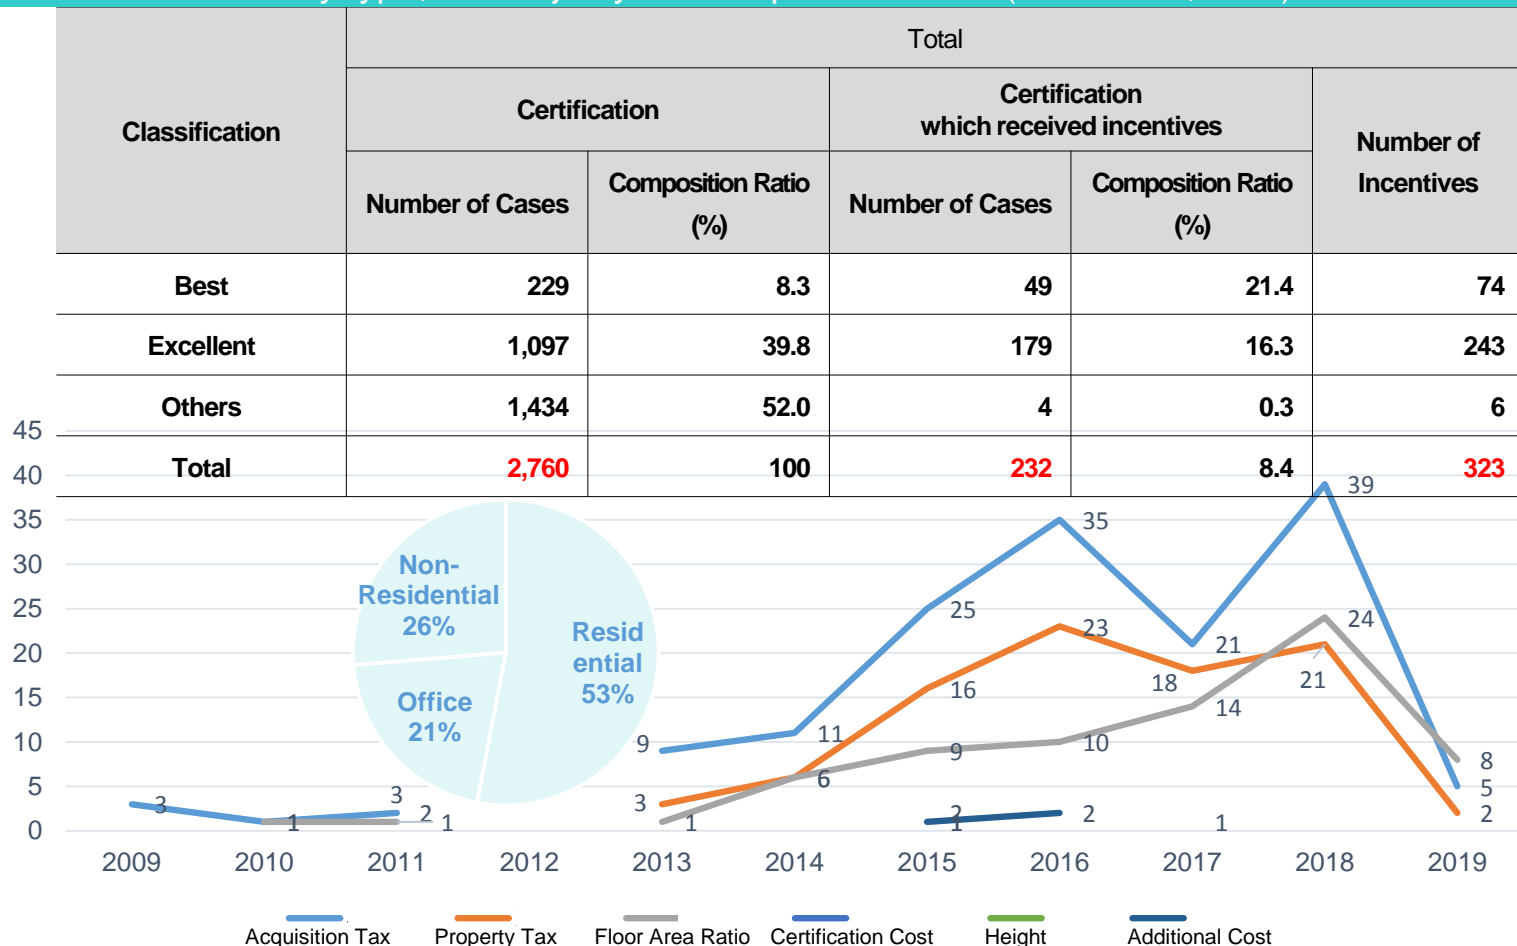 Total
Classification
Certification
Certification
which received incentives
Number of
Incentives
Number of Cases
Composition Ratio
(%)
Number of Cases
Composition Ratio
(%)
Best 229 8.3 49 21.4 74
Excellent 1,097 39.8 179 16.3 243
Others 1,434 52.0 4 0.3 6
Total 2,760 100 232 8.4 323
45
40
35
30
25
20
15
10
5
0
Non-
Residential
26%
Resid
ential
53%
Office
21%
3
1
3
2
1
9
3
1
11
6
25
16
9
2
1
35
23
10
2
21
18
14
1
39
24
21
8
5
2
2009 2010 2011 2012 2013 2014 2015 2016 2017 2018 2019
Acquisition Tax Property Tax Floor Area Ratio Certification Cost Height Additional Cost